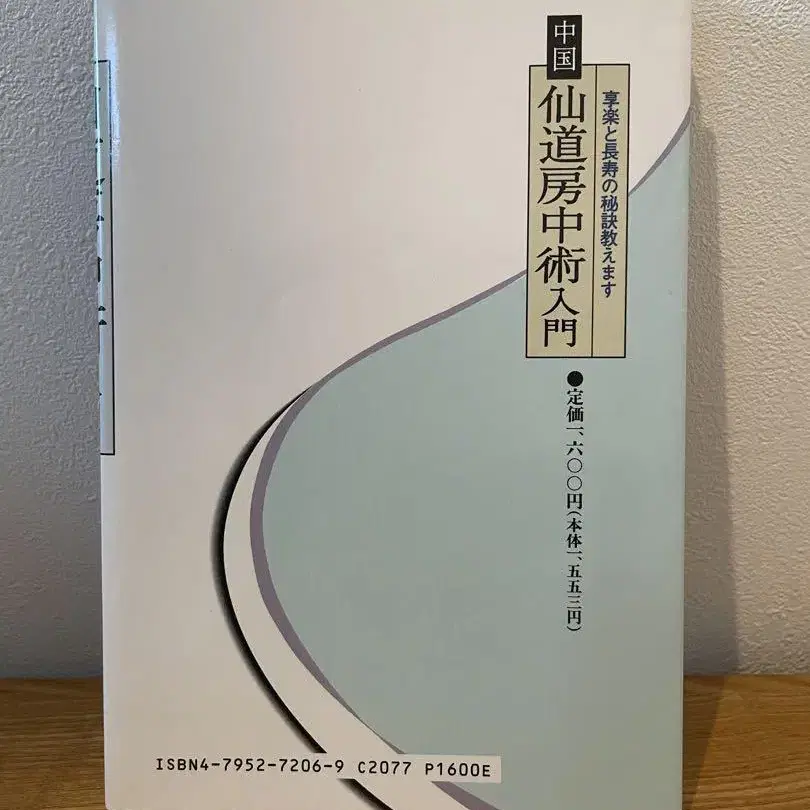 享楽と長寿の秘訣教えます
中国
仙道房中術入門
●定価一、六〇〇円(本体一、五五三円)
ISBN4-7952-7206-9 C2077 P1600E